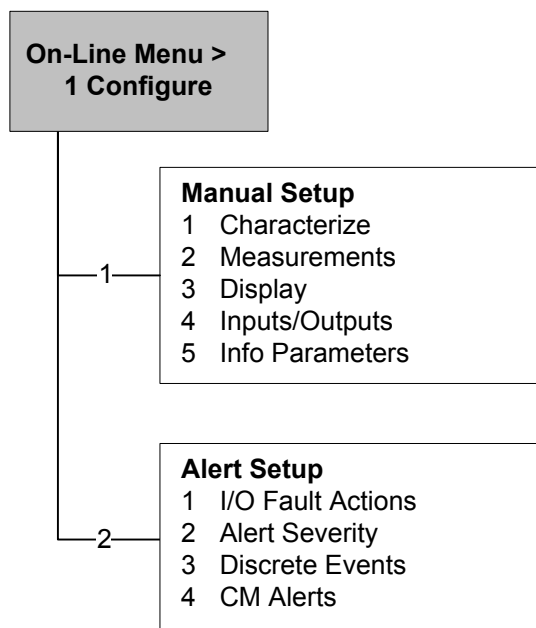 On-Line Menu >
1 Configure
1
Manual Setup
1 Characterize
2 Measurements
3 Display
4 Inputs/Outputs
5 Info Parameters
2
Alert Setup
1 I/O Fault Actions
2 Alert Severity
3 Discrete Events
4 CM Alerts